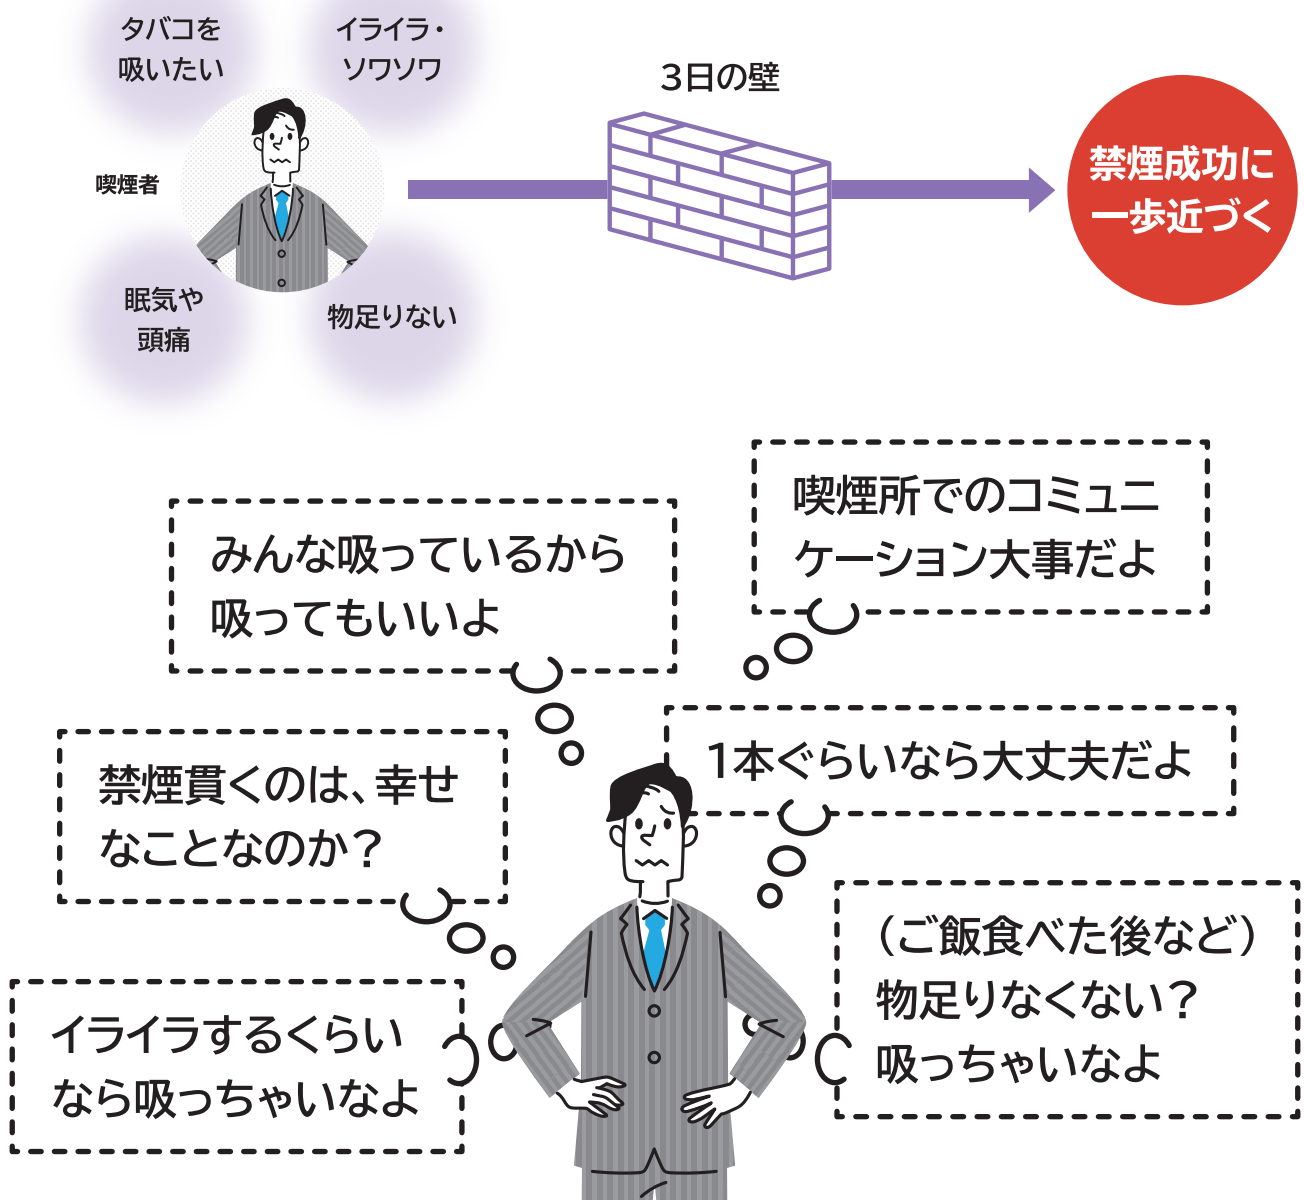 タバコを
吸いたい
イライラ・
ソワソワ
喫煙者
眠気や
頭痛
物足りない
3日の壁
禁煙成功に
一歩近づく
喫煙所でのコミュニ
ケーション大事だよ
みんな吸っているから
吸ってもいいよ
1本ぐらいなら大丈夫だよ
禁煙貫くのは、幸せ
なことなのか？
（ご飯食べた後など）
物足りなくない？
吸っちゃいなよ
イライラするくらい
なら吸っちゃいなよ